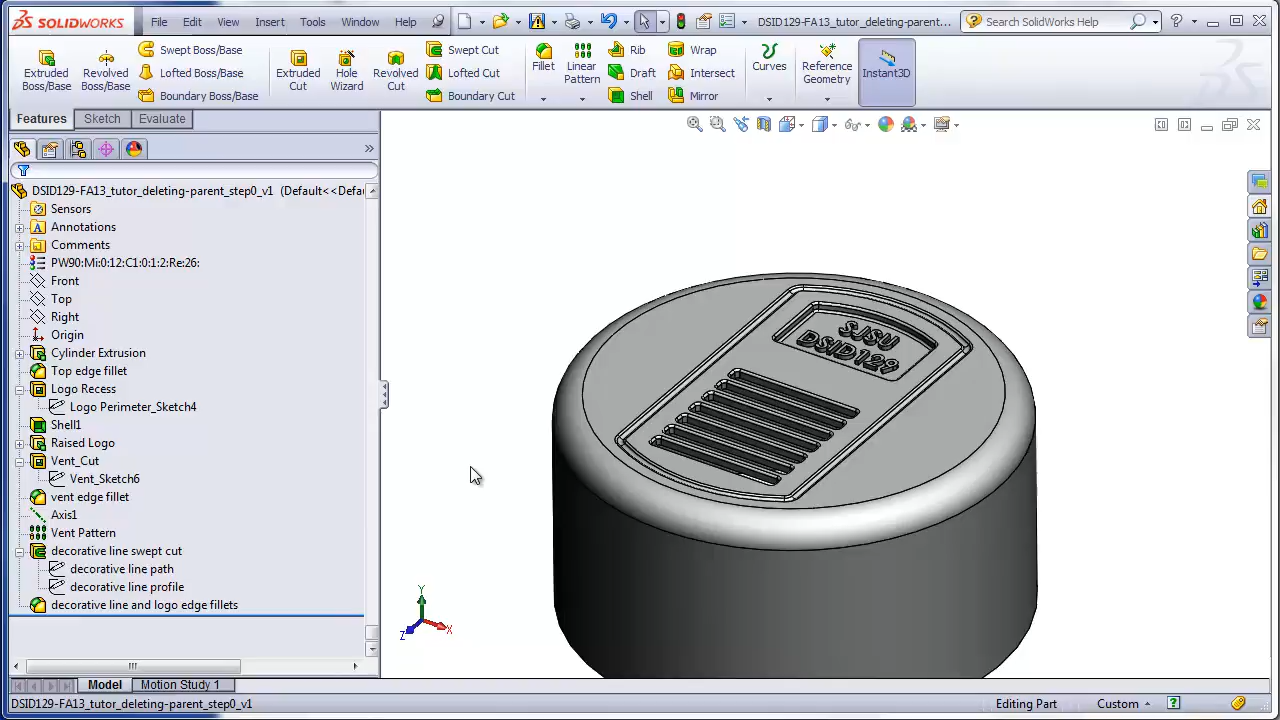 SOLIDWORKS File Edit View Insert Tools Window Help DSID129-FA13_tutor_deleting-parent... Search SolidWorks Help
Extruded Boss/Base
Revolved Boss/Base
Swept Boss/Base
Lofted Boss/Base
Boundary Boss/Base
Extruded Cut
Hole Wizard
Revolved Cut
Swept Cut
Lofted Cut
Boundary Cut
Fillet
Linear Pattern
Rib
Draft
Shell
Wrap
Intersect
Mirror
Curves
Reference Geometry
Instant3D
Features Sketch Evaluate
DSID129-FA13_tutor_deleting-parent_step0_v1 (Default<<Defau
Sensors
Annotations
Comments
PW90:Mi:0:12:C1:0:1:2:Re:26:
Front
Top
Right
Origin
Cylinder Extrusion
Top edge fillet
Logo Recess
Logo Perimeter_Sketch4
Shell1
Raised Logo
Vent_Cut
Vent_Sketch6
vent edge fillet
Axis1
Vent Pattern
decorative line swept cut
decorative line path
decorative line profile
decorative line and logo edge fillets
SJSU
DSID129
Y
X
Z
Model Motion Study 1
DSID129-FA13_tutor_deleting-parent_step0_v1 Editing Part Custom